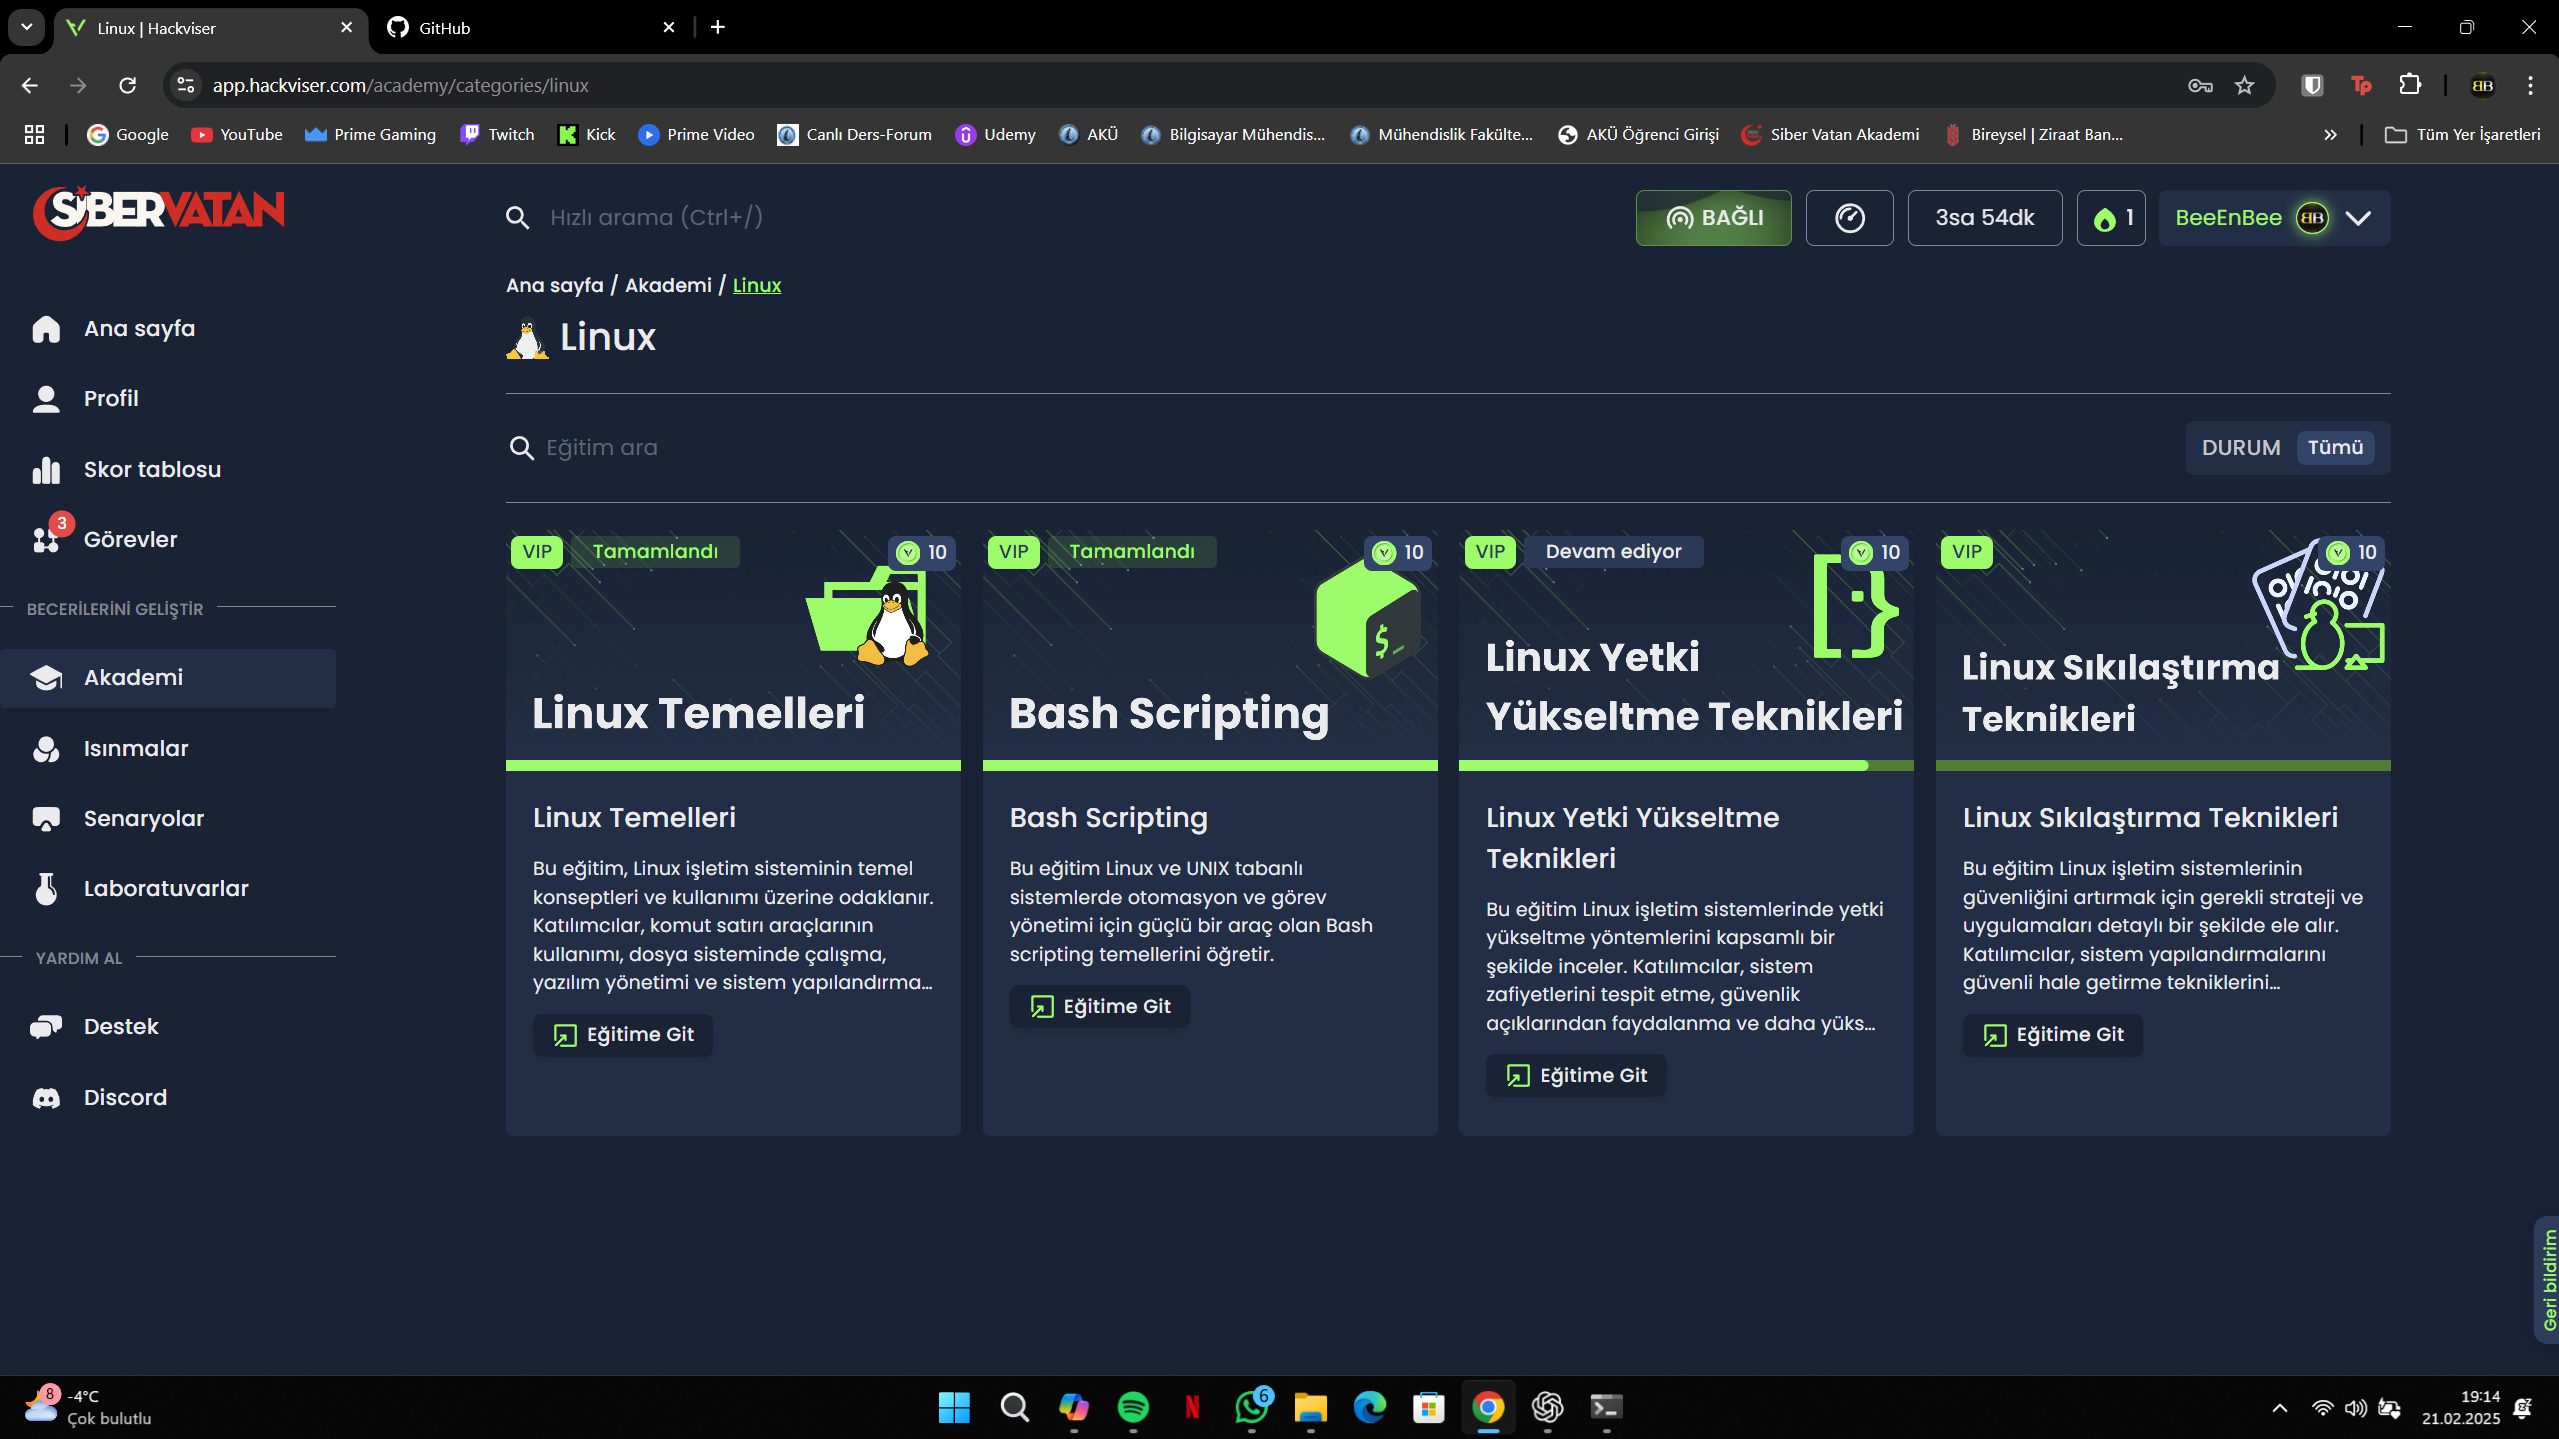 Linux | Hackviser
GitHub
app.hackviser.com/academy/categories/linux
Google
YouTube
Prime Gaming
Twitch
Kick
Prime Video
Canlı Ders-Forum
Udemy
AKÜ
Bilgisayar Mühendis...
Mühendislik Fakülte...
AKÜ Öğrenci Girişi
Siber Vatan Akademi
Bireysel | Ziraat Ban...
Tüm Yer İşaretleri
SİBERVATAN
Hızlı arama (Ctrl+/)
BAĞLI
3sa 54dk
1
BeeEnBee
Ana sayfa / Akademi / Linux
Linux
Ana sayfa
Profil
Skor tablosu
3
Görevler
BECERİLERİNİ GELİŞTİR
Akademi
Isınmalar
Senaryolar
Laboratuvarlar
YARDIM AL
Destek
Discord
Eğitim ara
DURUM Tümü
VIP
Tamamlandı
10
Linux Temelleri
Linux Temelleri
Bu eğitim, Linux işletim sisteminin temel
konseptleri ve kullanımı üzerine odaklanır.
Katılımcılar, komut satırı araçlarının
kullanımı, dosya sisteminde çalışma,
yazılım yönetimi ve sistem yapılandırma...
Eğitime Git
VIP
Tamamlandı
10
$_
Bash Scripting
Bash Scripting
Bu eğitim Linux ve UNIX tabanlı
sistemlerde otomasyon ve görev
yönetimi için güçlü bir araç olan Bash
scripting temellerini öğretir.
Eğitime Git
VIP
Devam ediyor
10
Linux Yetki
Yükseltme Teknikleri
Linux Yetki Yükseltme
Teknikleri
Bu eğitim Linux işletim sistemlerinde yetki
yükseltme yöntemlerini kapsamlı bir
şekilde inceler. Katılımcılar, sistem
zafiyetlerini tespit etme, güvenlik
açıklarından faydalanma ve daha yüks...
Eğitime Git
VIP
10
Linux Sıkılaştırma
Teknikleri
Linux Sıkılaştırma Teknikleri
Bu eğitim Linux işletim sistemlerinin
güvenliğini artırmak için gerekli strateji ve
uygulamaları detaylı bir şekilde ele alır.
Katılımcılar, sistem yapılandırmalarını
güvenli hale getirme tekniklerini...
Eğitime Git
Geri bildirim
8
-4°C
Çok bulutlu
6
19:14
21.02.2025